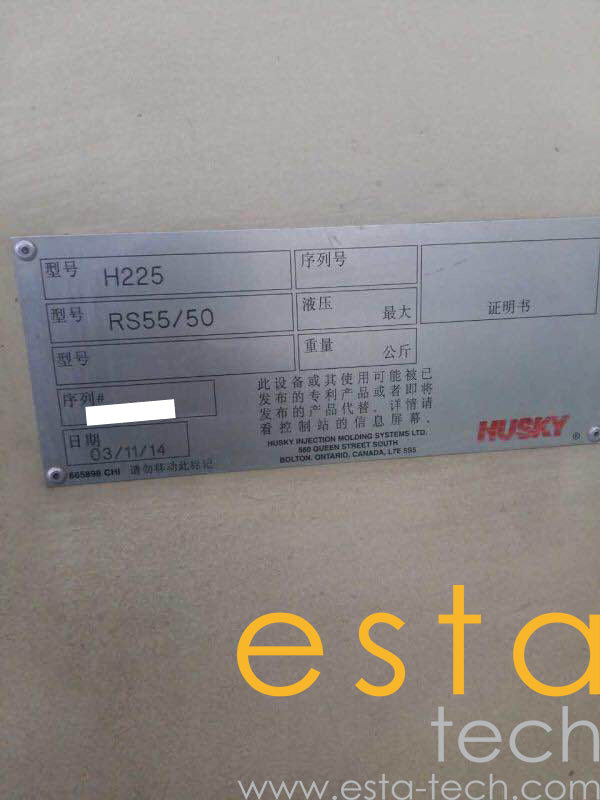 型号 H225
序列号
型号 RS55/50
液压 最大
证明书
型号
重量 公斤
序列#
日期
03/11/14
此设备或其使用可能被已
发布的专利产品或者即将
发布的产品代替。详情请
看控制站的信息屏幕。
HUSKY INJECTION MOLDING SYSTEMS LTD.
560 QUEEN STREET SOUTH
BOLTON, ONTARIO, CANADA, L7E 5S5
HUSKY ®
665898 CHI 请勿移动此标记
esta
tech
www.esta-tech.com